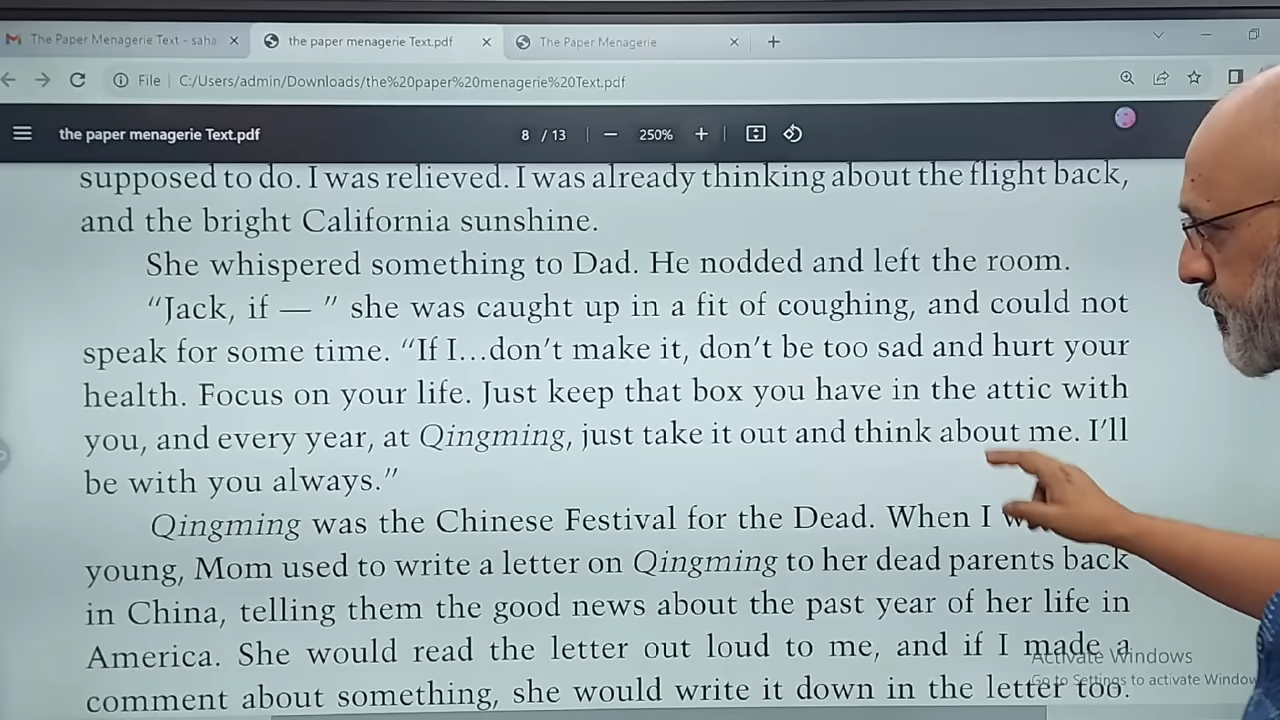 The Paper Menagerie Text - saha
the paper menagerie Text.pdf
The Paper Menagerie
File
C:/Users/admin/Downloads/the%20paper%20menagerie%20Text.pdf
the paper menagerie Text.pdf
8 / 13
250%
supposed to do. I was relieved. I was already thinking about the flight back,
and the bright California sunshine.
She whispered something to Dad. He nodded and left the room.
“Jack, if — ” she was caught up in a fit of coughing, and could not
speak for some time. “If I...don’t make it, don’t be too sad and hurt your
health. Focus on your life. Just keep that box you have in the attic with
you, and every year, at Qingming, just take it out and think about me. I’ll
be with you always.”
Qingming was the Chinese Festival for the Dead. When I
young, Mom used to write a letter on Qingming to her dead parents back
in China, telling them the good news about the past year of her life in
America. She would read the letter out loud to me, and if I made a
comment about something, she would write it down in the letter too.
Activate Windows
Go to Settings to activate Window